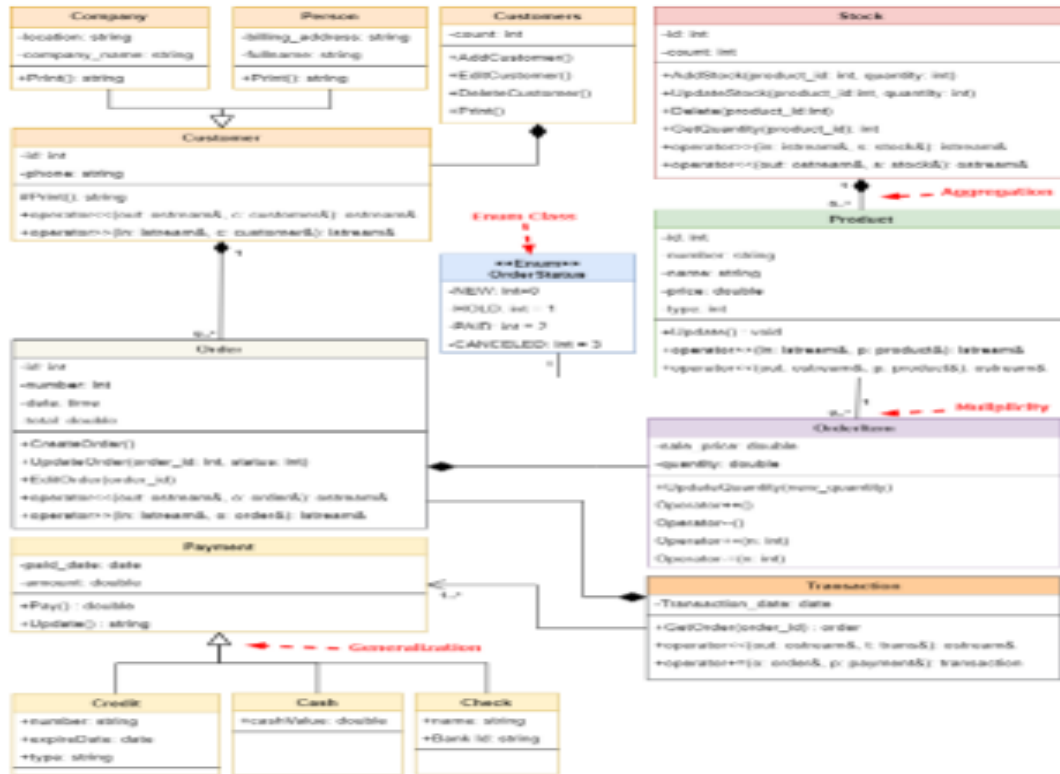 Company
-location: string
-company_name: string
+Print(): string
Person
-billing_address: string
-fullname: string
+Print(): string
Customers
-count: int
+AddCustomer()
+EditCustomer()
+DeleteCustomer()
+Print()
Stock
-id: int
-count: int
+AddStock(product_id: int, quantity: int)
+UpdateStock(product_id:int, quantity: int)
+Delete(product_id:int)
+GetQuantity(product_id): int
+operator>>(in: istream&, s: stock&): istream&
+operator<<(out: ostream&, s: stock&): ostream&
Customer
-id: int
-phone: string
#Print(): string
+operator<<(out: ostream&, c: customer&): ostream&
+operator>>(in: istream&, c: customer&): istream&
1
0..*
Enum Class
<<Enum>>
OrderStatus
-NEW: int=0
-HOLD: int = 1
-PAID: int = 2
-CANCELED: int = 3
1
Aggregation
0..*
Product
-id: int
-number: string
-name: string
-price: double
-type: int
+Update() : void
+operator>>(in: istream&, p: product&): istream&
+operator<<(out: ostream&, p: product&): ostream&
1
0..*
Multiplicity
Order
-id: int
-number: int
-date: time
-total: double
+CreateOrder()
+UpdateOrder(order_id: int, status: int)
+EditOrder(order_id)
+operator<<(out: ostream&, o: order&): ostream&
+operator>>(in: istream&, o: order&): istream&
OrderItem
-sale_price: double
-quantity: double
+UpdateQuantity(new_quantity)
Payment
-paid_date: date
-amount: double
+Pay() : double
+Update() : string
1..*
Transaction
-Transaction_date: date
+GetOrder(order_id) : order
+operator<<(out: ostream&, t: trans&): ostream&
+operator+=(o: order&, p: payment&): transaction
Generalization
Credit
+number: string
+expireDate: date
+type: string
Cash
+cashValue: double
Check
+name: string
+Bank Id: string